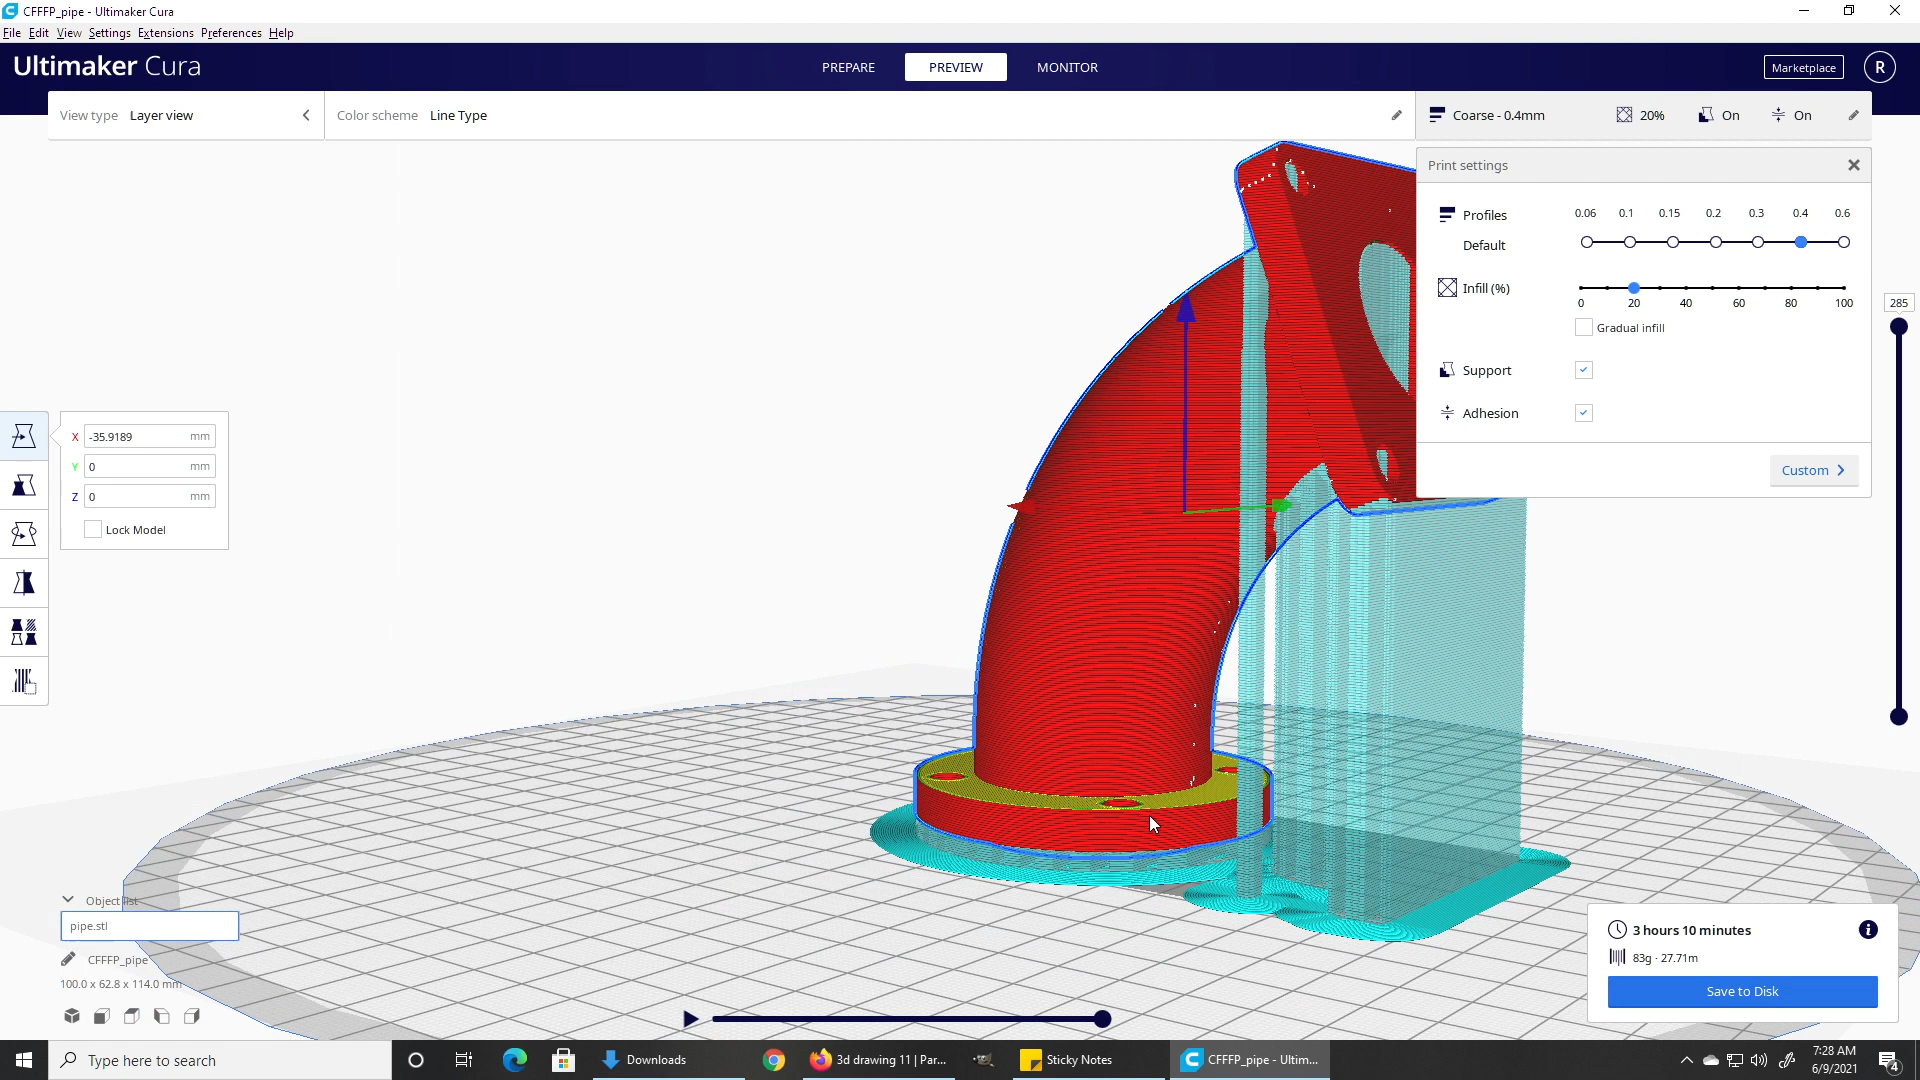 CFFFP_pipe - Ultimaker Cura
File Edit View Settings Extensions Preferences Help
Ultimaker Cura
PREPARE
PREVIEW
MONITOR
Marketplace
R
View type Layer view
Color scheme Line Type
Coarse - 0.4mm
20%
On
On
Print settings
Profiles
0.06 0.1 0.15 0.2 0.3 0.4 0.6
Default
Infill (%)
0 20 40 60 80 100
Gradual infill
Support
Adhesion
Custom
285
X -35.9189 mm
Y 0 mm
Z 0 mm
Lock Model
Object list
pipe.stl
CFFFP_pipe
100.0 x 62.8 x 114.0 mm
3 hours 10 minutes
83g · 27.71m
Save to Disk
Type here to search
Downloads
3d drawing 11 | Par...
Sticky Notes
CFFFP_pipe - Ultim...
7:28 AM
6/9/2021
4